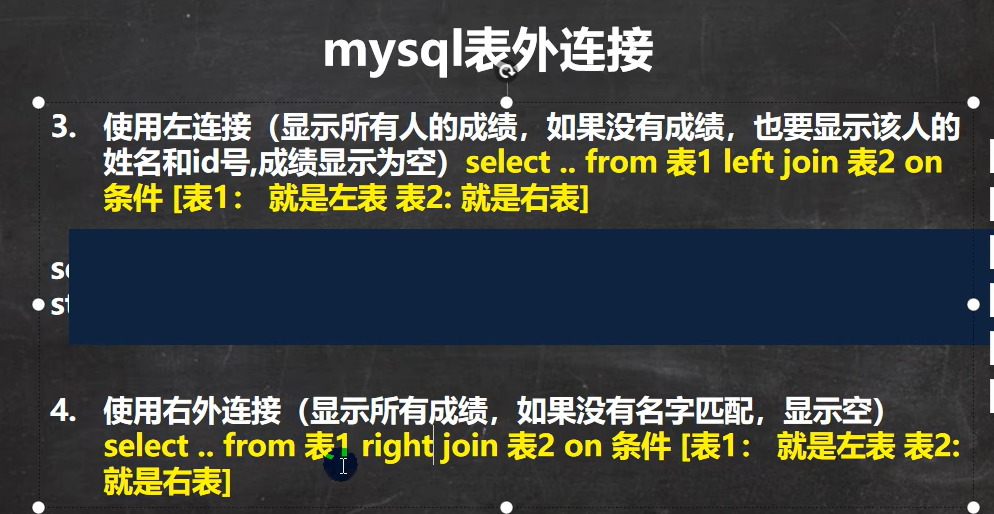 mysql表外连接
3. 使用左连接（显示所有人的成绩，如果没有成绩，也要显示该人的
姓名和id号,成绩显示为空）select .. from 表1 left join 表2 on
条件 [表1： 就是左表 表2: 就是右表]
4. 使用右外连接（显示所有成绩，如果没有名字匹配，显示空）
select .. from 表1 right join 表2 on 条件 [表1： 就是左表 表2:
就是右表]